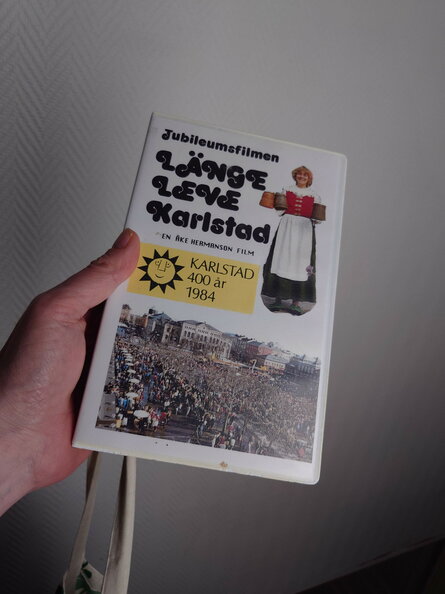 Jubileumsfilmen
LÄNGE
LEVE
Karlstad
EN ÅKE HERMANSON FILM
KARLSTAD
400 år
1984